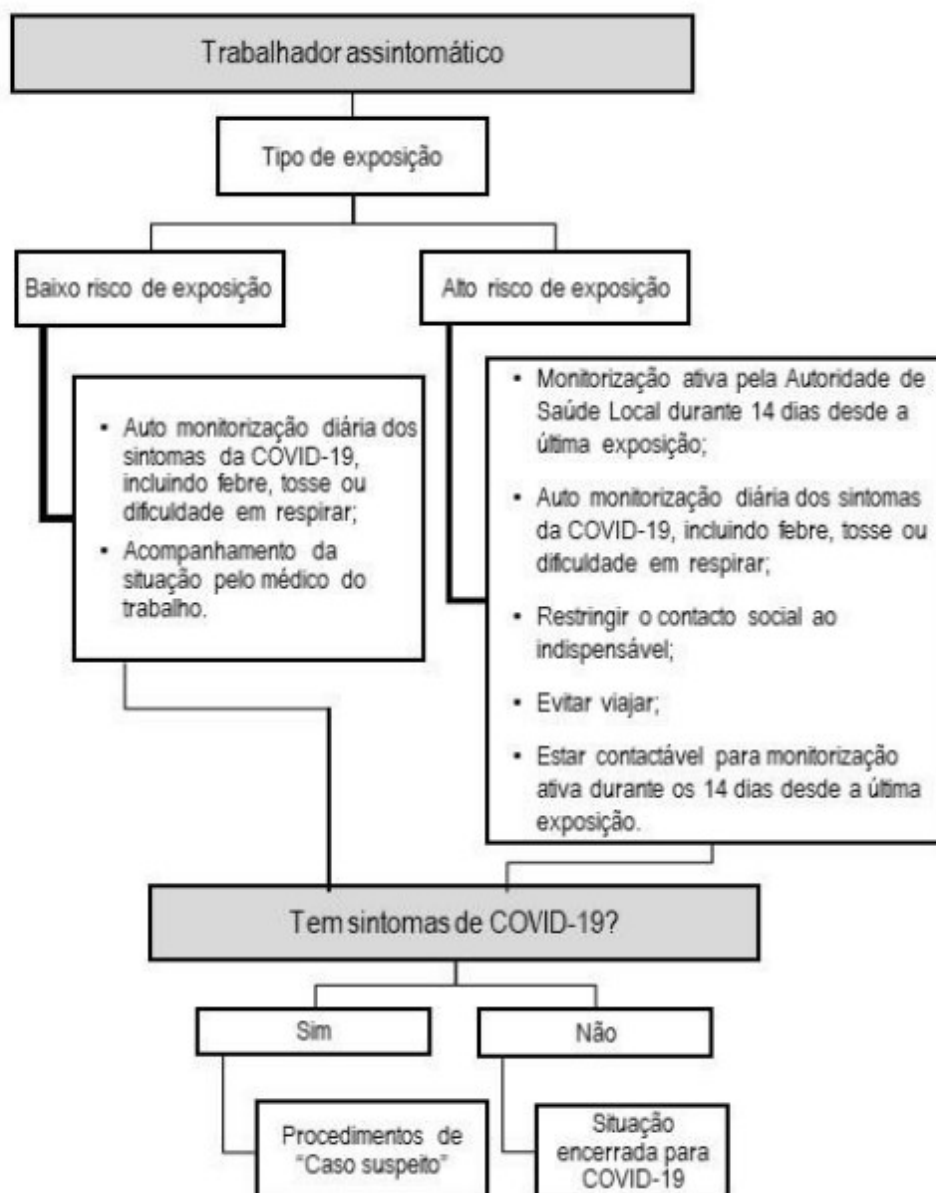 Trabalhador assintomático
Tipo de exposição
Baixo risco de exposição
Alto risco de exposição
• Auto monitorização diária dos
sintomas da COVID-19,
incluindo febre, tosse ou
dificuldade em respirar;
• Acompanhamento da
situação pelo médico do
trabalho.
• Monitorização ativa pela Autoridade de
Saúde Local durante 14 dias desde a
última exposição;
• Auto monitorização diária dos sintomas
da COVID-19, incluindo febre, tosse ou
dificuldade em respirar;
• Restringir o contacto social ao
indispensável;
• Evitar viajar;
• Estar contactável para monitorização
ativa durante os 14 dias desde a última
exposição.
Tem sintomas de COVID-19?
Sim
Não
Procedimentos de
“Caso suspeito”
Situação
encerrada para
COVID-19